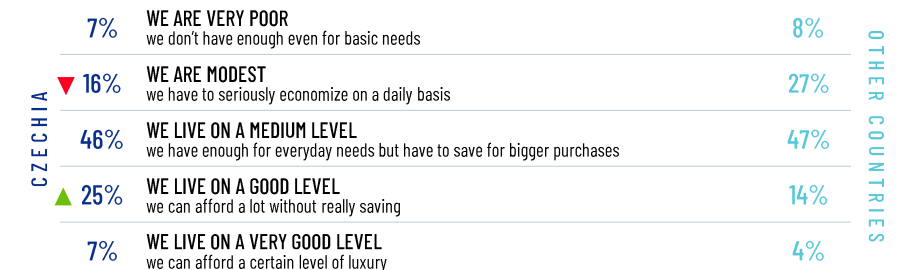 CZECHIA
7%
WE ARE VERY POOR
we don't have enough even for basic needs
8%
16%
WE ARE MODEST
we have to seriously economize on a daily basis
27%
46%
WE LIVE ON A MEDIUM LEVEL
we have enough for everyday needs but have to save for bigger purchases
47%
25%
WE LIVE ON A GOOD LEVEL
we can afford a lot without really saving
14%
7%
WE LIVE ON A VERY GOOD LEVEL
we can afford a certain level of luxury
4%
OTHER COUNTRIES